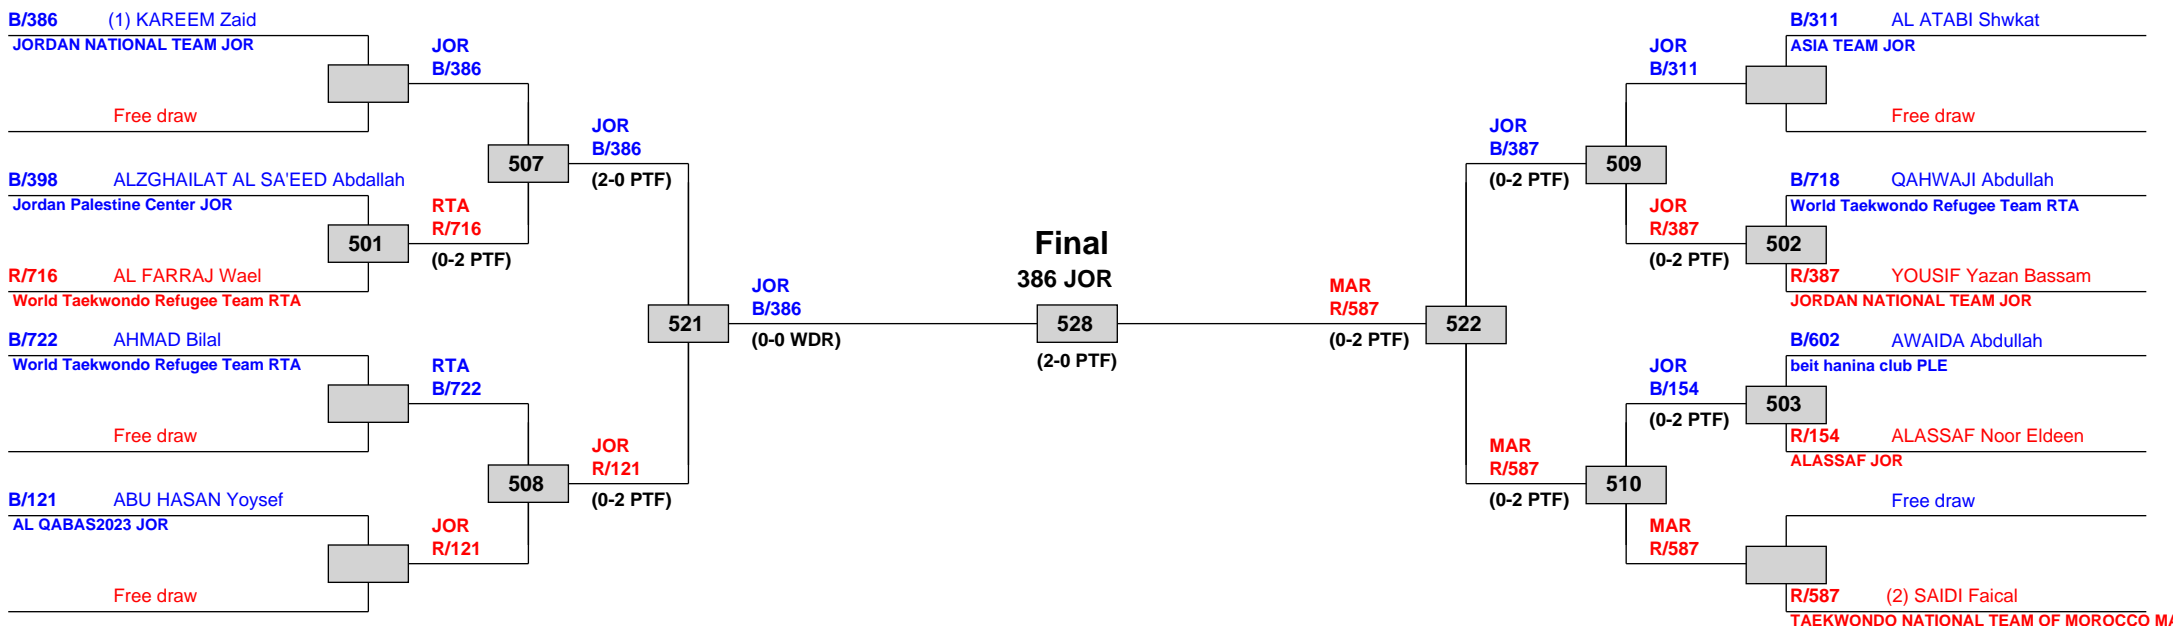 B/386 (1) KAREEM Zaid
JORDAN NATIONAL TEAM JOR
Free draw
B/398 ALZGHAILAT AL SA'EED Abdallah
Jordan Palestine Center JOR
R/716 AL FARRAJ Wael
World Taekwondo Refugee Team RTA
B/722 AHMAD Bilal
World Taekwondo Refugee Team RTA
Free draw
B/121 ABU HASAN Yoysef
AL QABAS2023 JOR
Free draw
JOR
B/386
501
RTA
R/716
(0-2 PTF)
RTA
B/722
JOR
R/121
507
JOR
B/386
(2-0 PTF)
508
JOR
R/121
(0-2 PTF)
521
JOR
B/386
(0-0 WDR)
Final
386 JOR
528
(2-0 PTF)
MAR
R/587
(0-2 PTF)
522
JOR
B/387
(0-2 PTF)
509
MAR
R/587
(0-2 PTF)
510
JOR
B/311
JOR
R/387
(0-2 PTF)
502
JOR
B/154
(0-2 PTF)
503
MAR
R/587
B/311 AL ATABI Shwkat
ASIA TEAM JOR
Free draw
B/718 QAHWAJI Abdullah
World Taekwondo Refugee Team RTA
R/387 YOUSIF Yazan Bassam
JORDAN NATIONAL TEAM JOR
B/602 AWAIDA Abdullah
beit hanina club PLE
R/154 ALASSAF Noor Eldeen
ALASSAF JOR
Free draw
R/587 (2) SAIDI Faical
TAEKWONDO NATIONAL TEAM OF MOROCCO MA